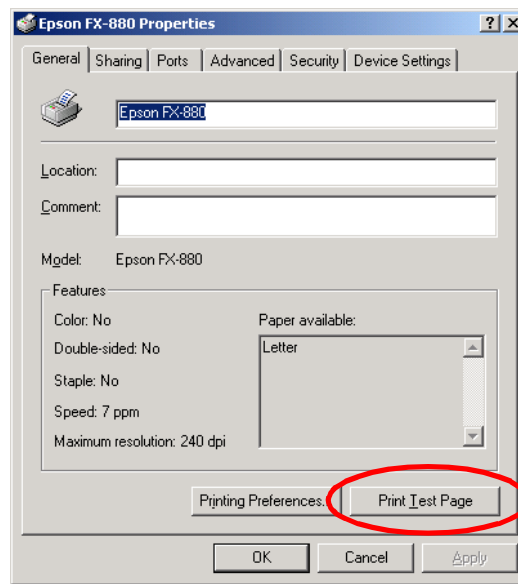 Epson FX-880 Properties
General Sharing Ports Advanced Security Device Settings
Epson FX-880
Location:
Comment:
Model: Epson FX-880
Features
Color: No Paper available:
Double-sided: No Letter
Staple: No
Speed: 7 ppm
Maximum resolution: 240 dpi
Printing Preferences.. Print Test Page
OK Cancel Apply